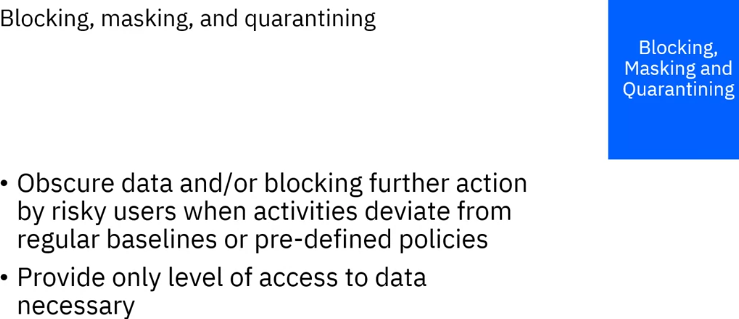 Blocking, masking, and quarantining
Blocking,
Masking and
Quarantining
• Obscure data and/or blocking further action
by risky users when activities deviate from
regular baselines or pre-defined policies
• Provide only level of access to data
necessary